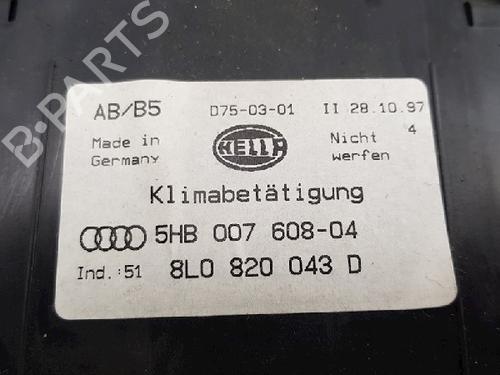 B-PARTS
AB/B5 D75-03-01 II 28.10.97
Made in Germany HELLA Nicht werfen 4
Klimabetätigung
5HB 007 608-04
Ind.:51 8L0 820 043 D